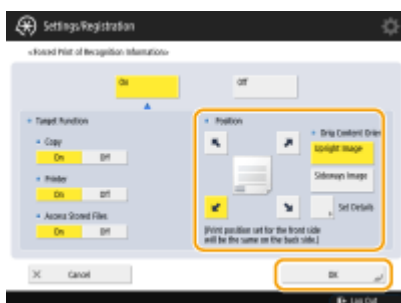 Settings/Registration
<Forced Print of Recognition Information>
On
Off
Target Function
Copy
On
Off
Printer
On
Off
Access Stored Files
On
Off
Position
Orig Content Orien
Upright Image
Sideways Image
Set Details
[Print position set for the front side
will be the same on the back side.]
Cancel
OK
Log Out